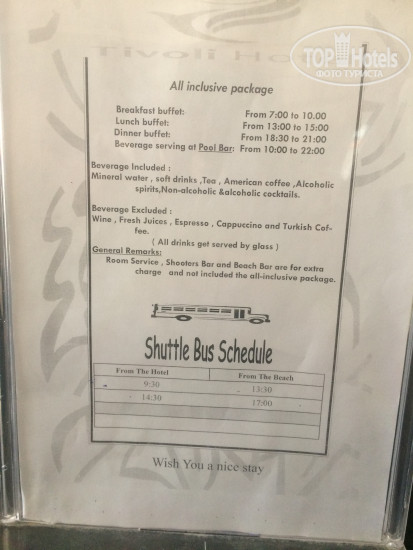 Tivoli Ho
TOP Hotels
ФОТО ТУРИСТА
All inclusive package
Breakfast buffet: From 7:00 to 10.00
Lunch buffet: From 13:00 to 15:00
Dinner buffet: From 18:30 to 21:00
Beverage serving at Pool Bar: From 10:00 to 22:00
Beverage Included :
Mineral water , soft drinks ,Tea , American coffee ,Alcoholic
spirits,Non-alcoholic &alcoholic cocktails.
Beverage Excluded :
Wine , Fresh Juices , Espresso , Cappuccino and Turkish Cof-
fee.
( All drinks get served by glass )
General Remarks:
Room Service , Shooters Bar and Beach Bar are for extra
charge and not included the all-inclusive package.
Shuttle Bus Schedule
From The Hotel From The Beach
9:30 13:30
14:30 17:00
Wish You a nice stay